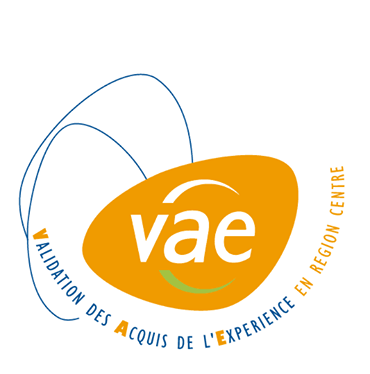 vae
VALIDATION DES ACQUIS DE L'EXPERIENCE EN REGION CENTRE